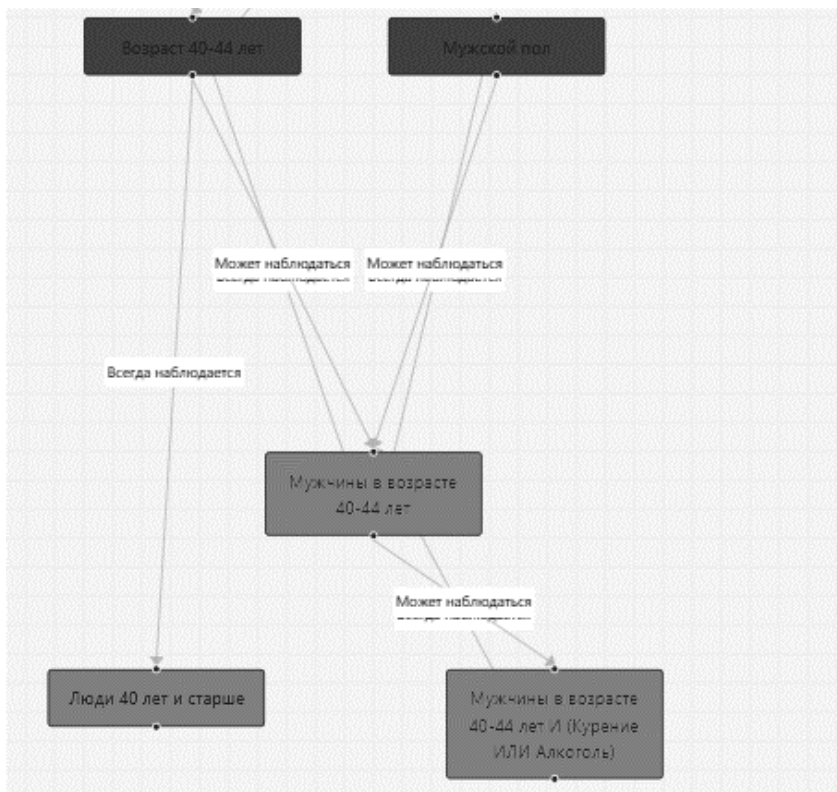 Возраст 40-44 лет
Мужской пол
Может наблюдаться
Может наблюдаться
Всегда наблюдается
Мужчины в возрасте
40-44 лет
Может наблюдаться
Люди 40 лет и старше
Мужчины в возрасте
40-44 лет И (Курение
ИЛИ Алкоголь)